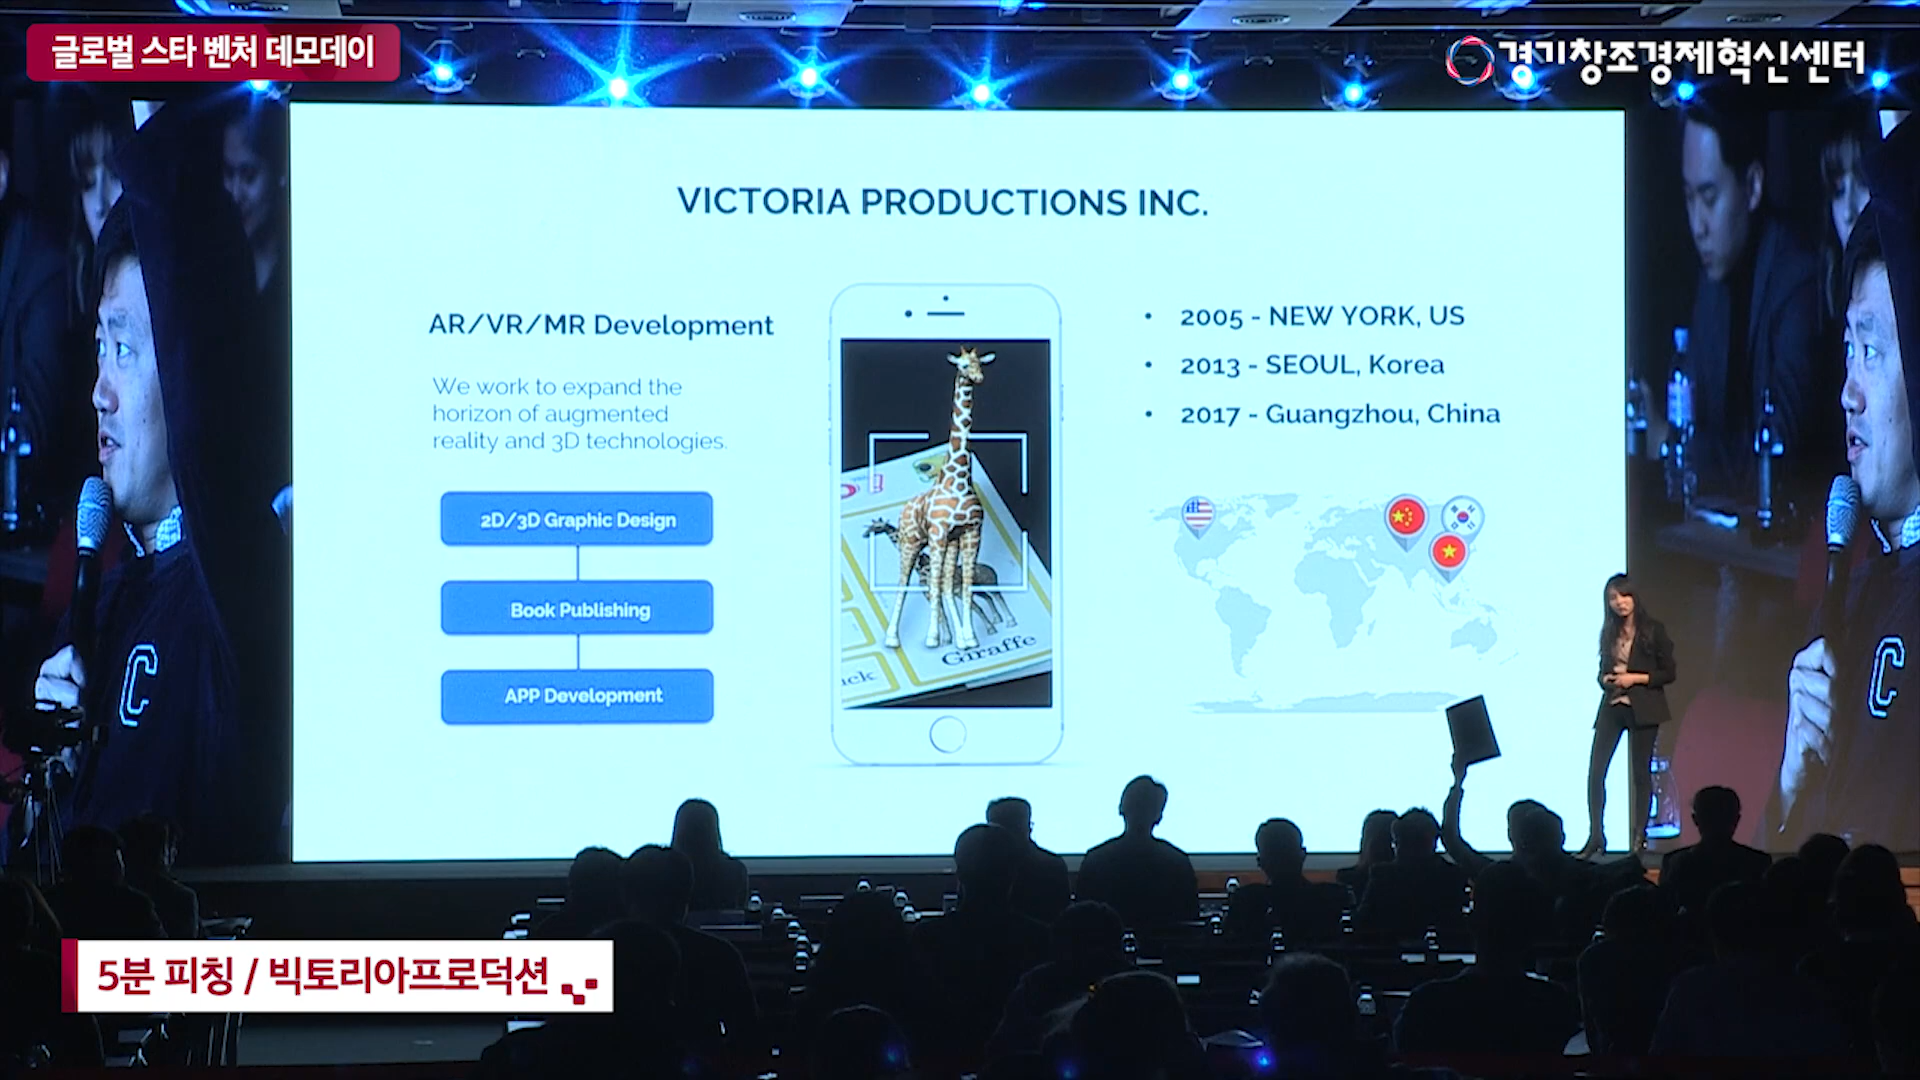 글로벌 스타 벤처 데모데이
경기창조경제혁신센터
VICTORIA PRODUCTIONS INC.
AR/VR/MR Development
We work to expand the
horizon of augmented
reality and 3D technologies.
2D/3D Graphic Design
Book Publishing
APP Development
Giraffe
ck
• 2005 - NEW YORK, US
• 2013 - SEOUL, Korea
• 2017 - Guangzhou, China
C
C
5분 피칭 / 빅토리아프로덕션